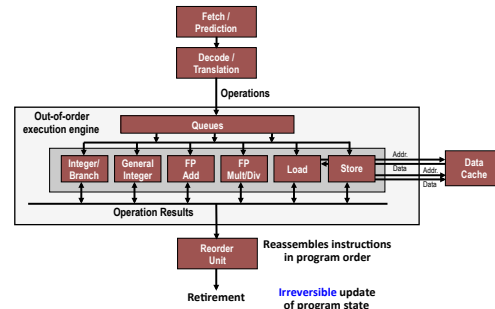 Fetch /
Prediction
Decode /
Translation
Operations
Out-of-order
execution engine
Queues
Integer/
Branch
General
Integer
FP
Add
FP
Mult/Div
Load
Store
Addr.
Data
Addr.
Data
Data
Cache
Operation Results
Reorder
Unit
Reassembles instructions
in program order
Retirement
Irreversible update
of program state